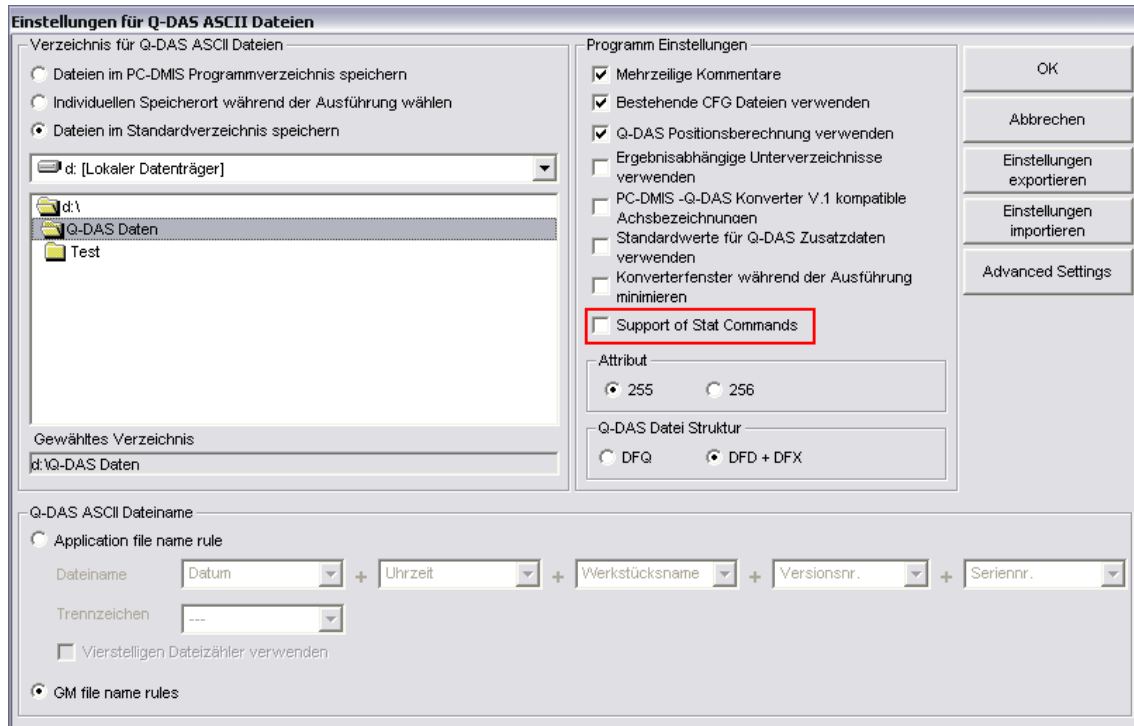 Einstellungen für Q-DAS ASCII Dateien
Verzeichnis für Q-DAS ASCII Dateien
Dateien im PC-DMIS Programmverzeichnis speichern
Individuellen Speicherort während der Ausführung wählen
Dateien im Standardverzeichnis speichern
d: [Lokaler Datenträger]
d:\
Q-DAS Daten
Test
Gewähltes Verzeichnis
d:\Q-DAS Daten
Programm Einstellungen
Mehrzeilige Kommentare
Bestehende CFG Dateien verwenden
Q-DAS Positionsberechnung verwenden
Ergebnisabhängige Unterverzeichnisse
verwenden
PC-DMIS -Q-DAS Konverter V.1 kompatible
Achsbezeichnungen
Standardwerte für Q-DAS Zusatzdaten
verwenden
Konverterfenster während der Ausführung
minimieren
Support of Stat Commands
Attribut
255 256
Q-DAS Datei Struktur
DFQ DFD + DFX
OK
Abbrechen
Einstellungen
exportieren
Einstellungen
importieren
Advanced Settings
Q-DAS ASCII Dateiname
Application file name rule
Dateiname Datum + Uhrzeit + Werkstücksname + Versionsnr. + Seriennr.
Trennzeichen ---
Vierstelligen Dateizähler verwenden
GM file name rules